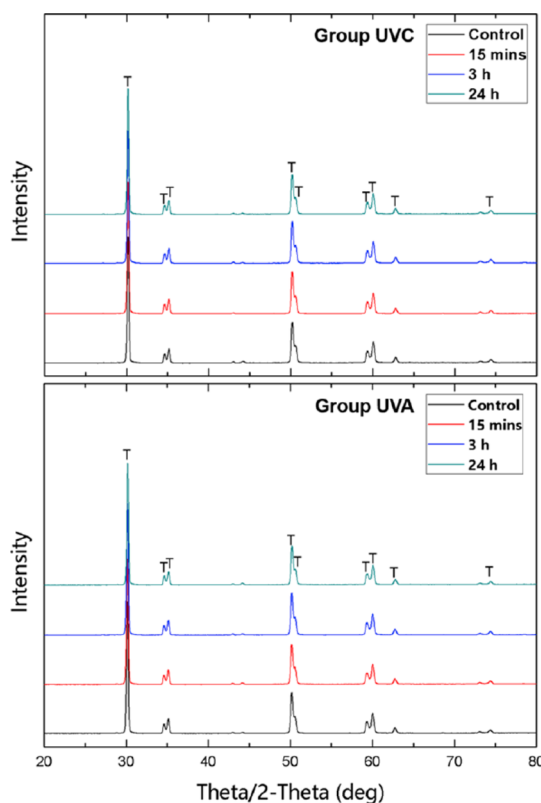 Group UVC
Control
15 mins
3 h
24 h
T
T
T
T
T
T
T
T
T
Intensity
Group UVA
Control
15 mins
3 h
24 h
T
T
T
T
T
T
T
T
T
Intensity
20 30 40 50 60 70 80
Theta/2-Theta (deg)